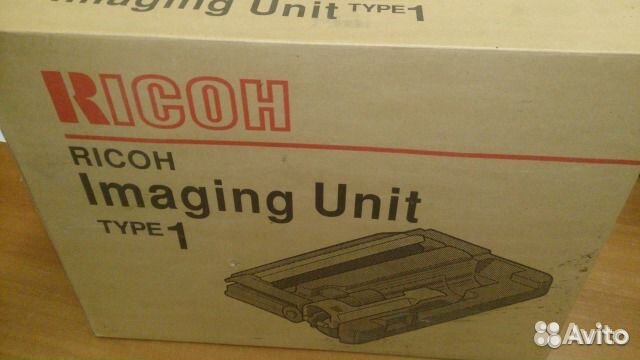 Imaging Unit TYPE 1
RICOH
RICOH
Imaging Unit
TYPE 1
Avito